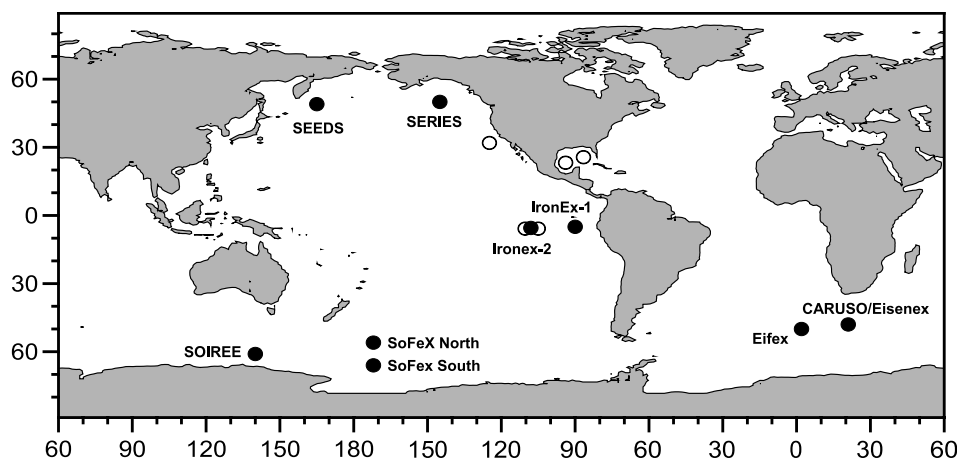 60
SEEDS
SERIES
30
IronEx-1
0
Ironex-2
30
CARUSO/Eisenex
SoFeX North
Eifex
SOIREE
60
SoFex South
60 90 120 150 180 150 120 90 60 30 0 30 60